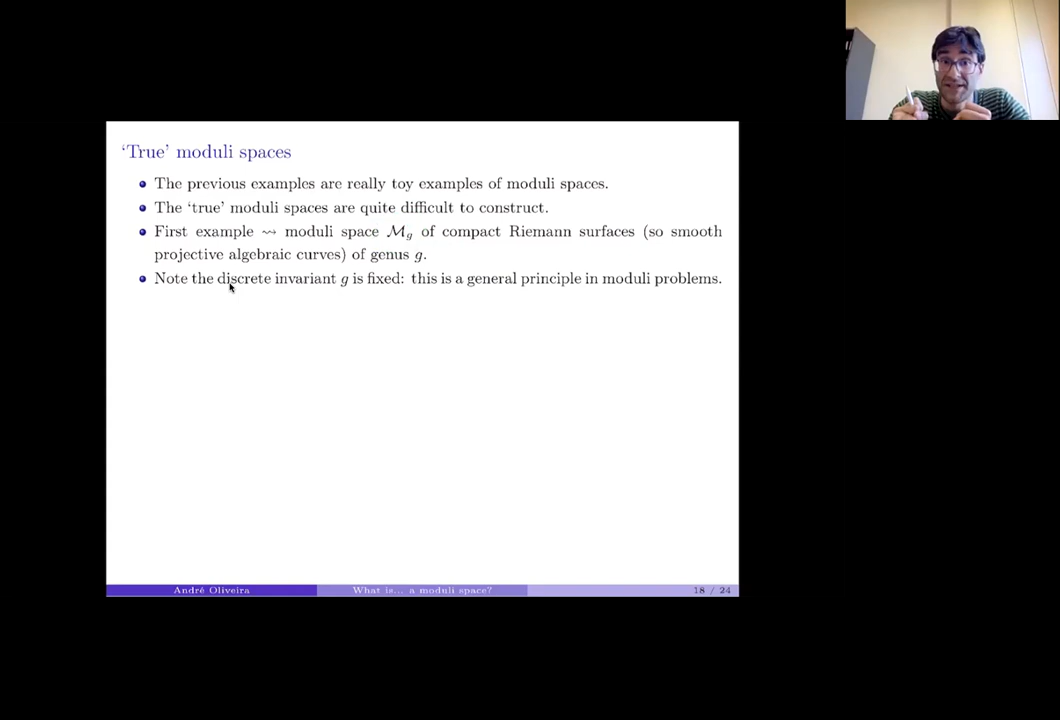 ‘True’ moduli spaces
The previous examples are really toy examples of moduli spaces.
The ‘true’ moduli spaces are quite difficult to construct.
First example ⇝ moduli space ℳg of compact Riemann surfaces (so smooth
projective algebraic curves) of genus g.
Note the discrete invariant g is fixed: this is a general principle in moduli problems.
André Oliveira
What is... a moduli space?
18 / 24